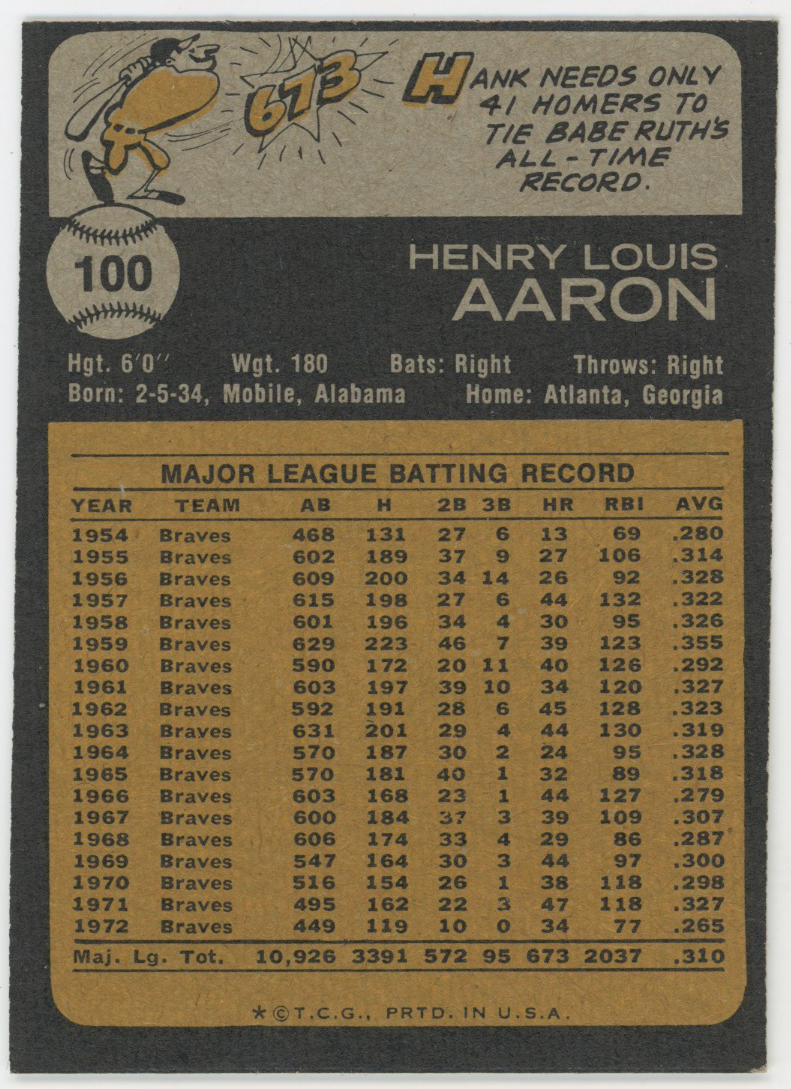 673
HANK NEEDS ONLY
41 HOMERS TO
TIE BABE RUTH'S
ALL-TIME
RECORD.
100
HENRY LOUIS
AARON
Hgt. 6'0'' Wgt. 180 Bats: Right Throws: Right
Born: 2-5-34, Mobile, Alabama Home: Atlanta, Georgia
MAJOR LEAGUE BATTING RECORD
YEAR TEAM AB H 2B 3B HR RBI AVG
1954 Braves 468 131 27 6 13 69 .280
1955 Braves 602 189 37 9 27 106 .314
1956 Braves 609 200 34 14 26 92 .328
1957 Braves 615 198 27 6 44 132 .322
1958 Braves 601 196 34 4 30 95 .326
1959 Braves 629 223 46 7 39 123 .355
1960 Braves 590 172 20 11 40 126 .292
1961 Braves 603 197 39 10 34 120 .327
1962 Braves 592 191 28 6 45 128 .323
1963 Braves 631 201 29 4 44 130 .319
1964 Braves 570 187 30 2 24 95 .328
1965 Braves 570 181 40 1 32 89 .318
1966 Braves 603 168 23 1 44 127 .279
1967 Braves 600 184 37 3 39 109 .307
1968 Braves 606 174 33 4 29 86 .287
1969 Braves 547 164 30 3 44 97 .300
1970 Braves 516 154 26 1 38 118 .298
1971 Braves 495 162 22 3 47 118 .327
1972 Braves 449 119 10 0 34 77 .265
Maj. Lg. Tot. 10,926 3391 572 95 673 2037 .310
*©T.C.G., PRTD. IN U.S.A.